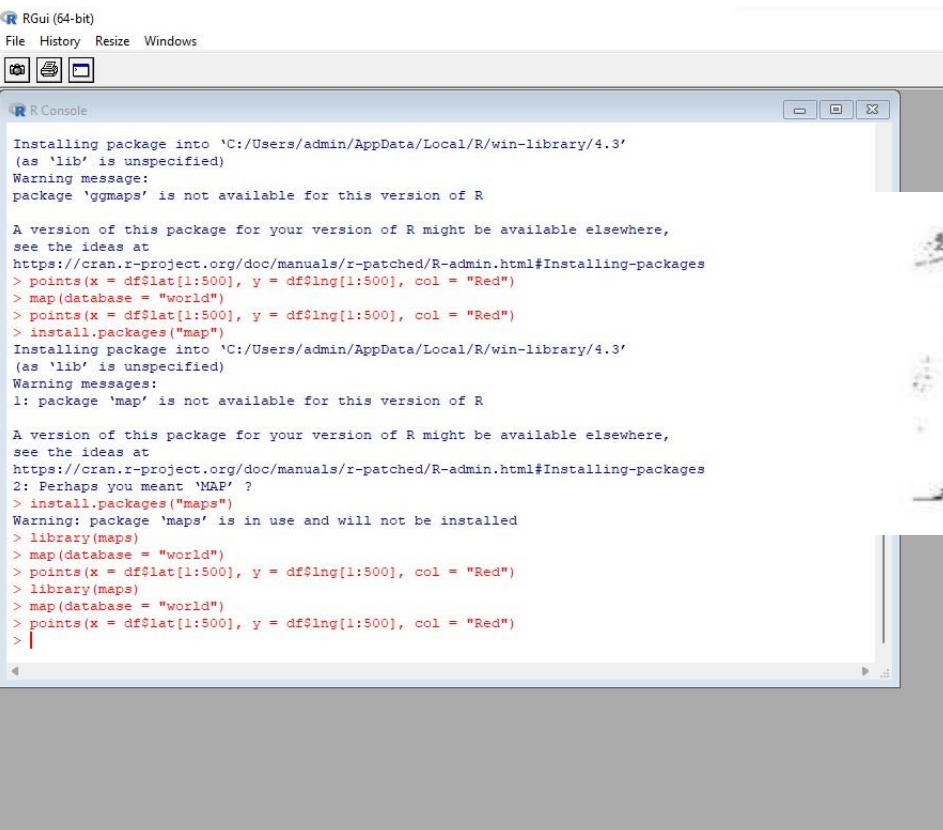 RGui (64-bit)
File History Resize Windows
R Console
Installing package into ‘C:/Users/admin/AppData/Local/R/win-library/4.3’
(as ‘lib’ is unspecified)
Warning message:
package ‘ggmaps’ is not available for this version of R
A version of this package for your version of R might be available elsewhere,
see the ideas at
https://cran.r-project.org/doc/manuals/r-patched/R-admin.html#Installing-packages
> points(x = df$lat[1:500], y = df$lng[1:500], col = "Red")
> map(database = "world")
> points(x = df$lat[1:500], y = df$lng[1:500], col = "Red")
> install.packages("map")
Installing package into ‘C:/Users/admin/AppData/Local/R/win-library/4.3’
(as ‘lib’ is unspecified)
Warning messages:
1: package ‘map’ is not available for this version of R
A version of this package for your version of R might be available elsewhere,
see the ideas at
https://cran.r-project.org/doc/manuals/r-patched/R-admin.html#Installing-packages
2: Perhaps you meant ‘MAP’ ?
> install.packages("maps")
Warning: package ‘maps’ is in use and will not be installed
> library(maps)
> map(database = "world")
> points(x = df$lat[1:500], y = df$lng[1:500], col = "Red")
> library(maps)
> map(database = "world")
> points(x = df$lat[1:500], y = df$lng[1:500], col = "Red")
>